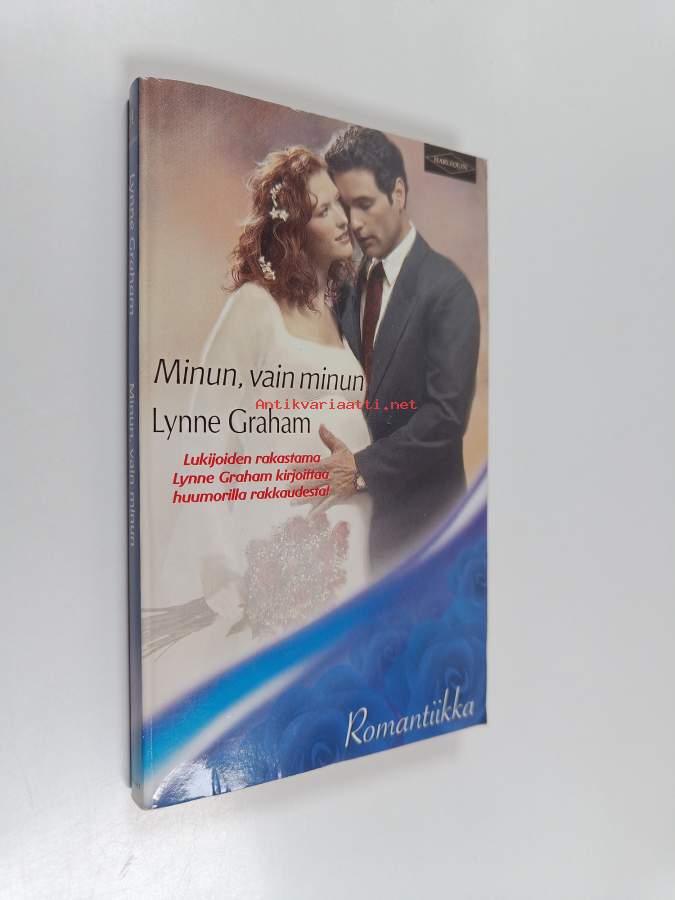 HARLEQUIN
Minun, vain minun
Antikvariaatti.net
Lynne Graham
Lukijoiden rakastama
Lynne Graham kirjoittaa
huumorilla rakkaudesta!
Romantiikka
Lynne Graham
Minun, vain minun